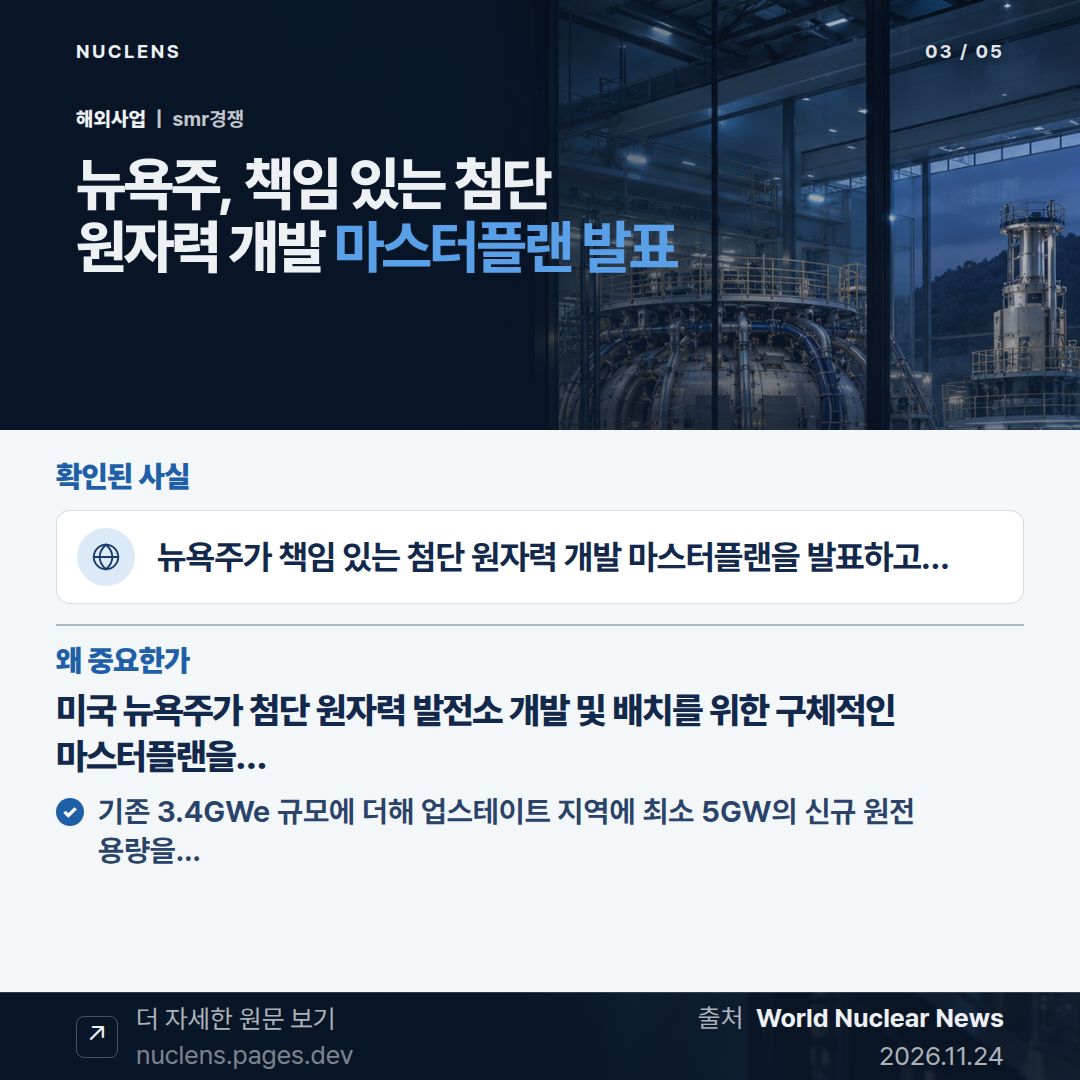 NUCLENS
03 / 05
해외사업 | smr경쟁
뉴욕주, 책임 있는 첨단
원자력 개발 마스터플랜 발표
확인된 사실
뉴욕주가 책임 있는 첨단 원자력 개발 마스터플랜을 발표하고...
왜 중요한가
미국 뉴욕주가 첨단 원자력 발전소 개발 및 배치를 위한 구체적인
마스터플랜을...
기존 3.4GWe 규모에 더해 업스테이트 지역에 최소 5GW의 신규 원전
용량을...
더 자세한 원문 보기
nuclens.pages.dev
출처 World Nuclear News
2026.11.24